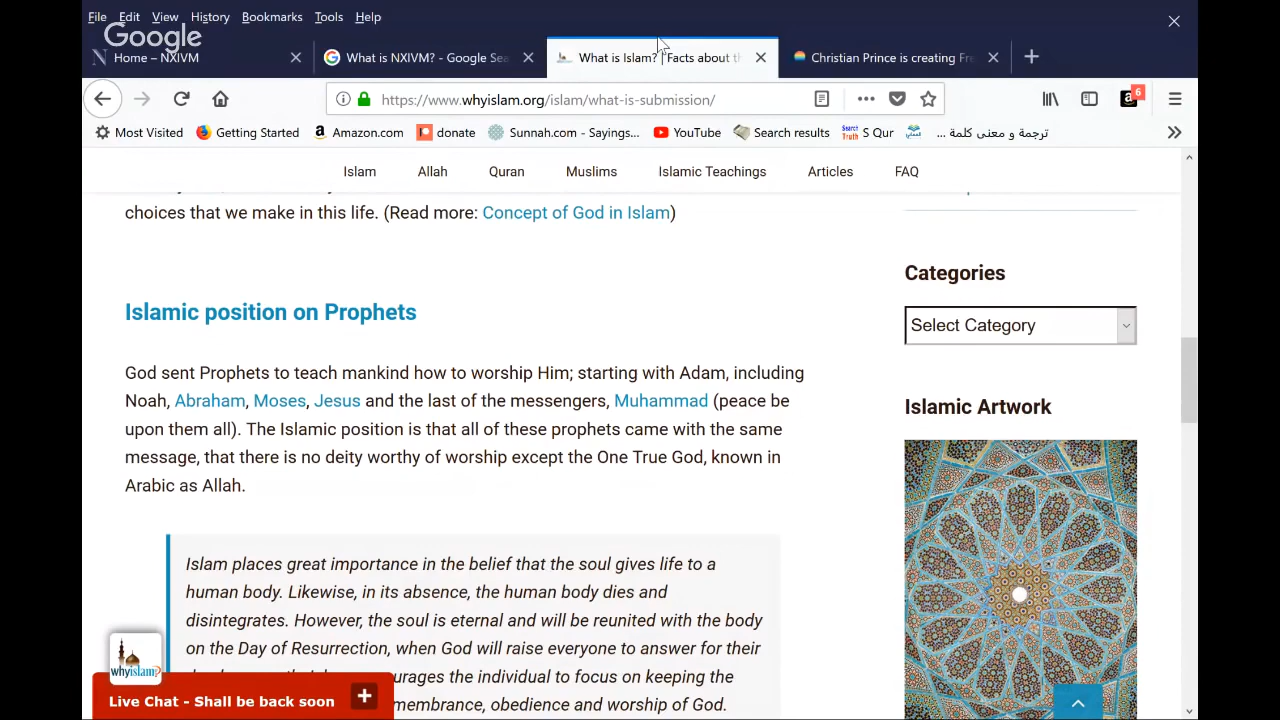 File Edit View History Bookmarks Tools Help
Google
Home – NXIVM
What is NXIVM? - Google Sea
What is Islam? | Facts about th
Christian Prince is creating Fre
https://www.whyislam.org/islam/what-is-submission/
6
Most Visited Getting Started Amazon.com donate Sunnah.com - Sayings... YouTube Search results S Qur ترجمة و معنى كلمة ...
Islam Allah Quran Muslims Islamic Teachings Articles FAQ
choices that we make in this life. (Read more: Concept of God in Islam)
Categories
Select Category
Islamic position on Prophets
God sent Prophets to teach mankind how to worship Him; starting with Adam, including
Noah, Abraham, Moses, Jesus and the last of the messengers, Muhammad (peace be
upon them all). The Islamic position is that all of these prophets came with the same
message, that there is no deity worthy of worship except the One True God, known in
Arabic as Allah.
Islamic Artwork
Islam places great importance in the belief that the soul gives life to a
human body. Likewise, in its absence, the human body dies and
disintegrates. However, the soul is eternal and will be reunited with the body
on the Day of Resurrection, when God will raise everyone to answer for their
urages the individual to focus on keeping the
membrance, obedience and worship of God.
whyislam?
Live Chat - Shall be back soon